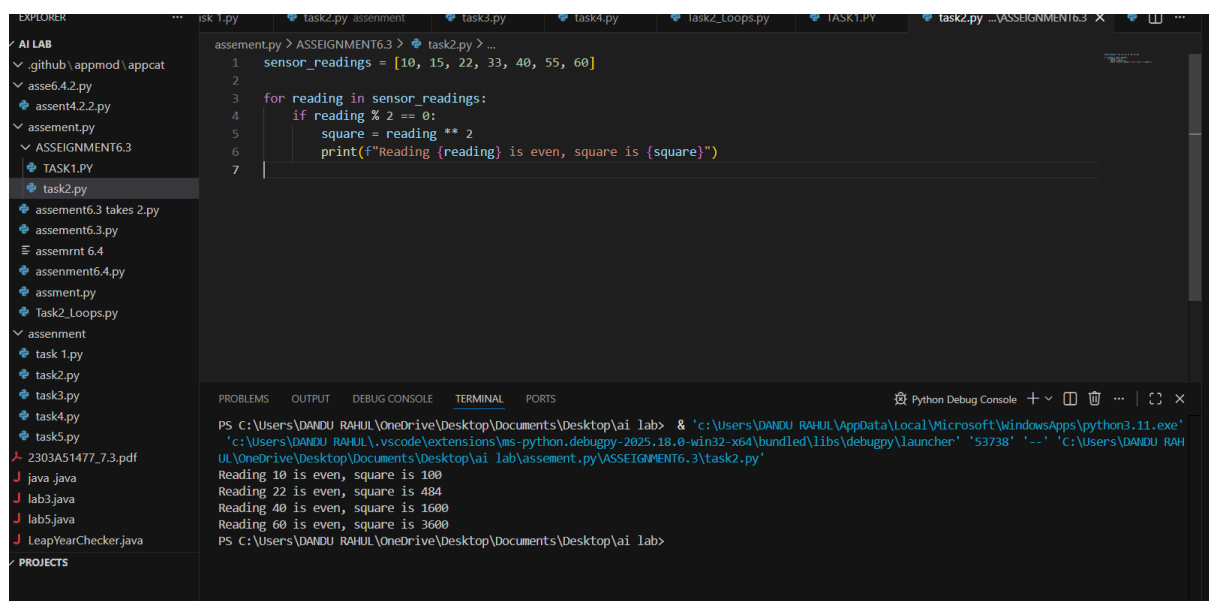 EXPLORER ··· task2.py assenment task3.py task4.py Task2_Loops.py TASK1.PY task2.py ...\ASSEIGNMENT6.3
AI LAB
.github\appmod\appcat
asse6.4.2.py
assent4.2.2.py
assement.py
ASSEIGNMENT6.3
TASK1.PY
task2.py
assement6.3 takes 2.py
assement6.3.py
assemrnt 6.4
assenment6.4.py
assment.py
Task2_Loops.py
assenment
task 1.py
task2.py
task3.py
task4.py
task5.py
2303A51477_7.3.pdf
java .java
lab3.java
lab5.java
LeapYearChecker.java
PROJECTS
assement.py > ASSEIGNMENT6.3 > task2.py > ...
1 sensor_readings = [10, 15, 22, 33, 40, 55, 60]
2
3 for reading in sensor_readings:
4 if reading % 2 == 0:
5 square = reading ** 2
6 print(f"Reading {reading} is even, square is {square}")
7
PROBLEMS OUTPUT DEBUG CONSOLE TERMINAL PORTS Python Debug Console
PS C:\Users\DANDU RAHUL\OneDrive\Desktop\Documents\Desktop\ai lab> & 'c:\Users\DANDU RAHUL\AppData\Local\Microsoft\WindowsApps\python3.11.exe'
'c:\Users\DANDU RAHUL\.vscode\extensions\ms-python.debugpy-2025.18.0-win32-x64\bundled\libs\debugpy\launcher' '53738' '--' 'C:\Users\DANDU RAH
UL\OneDrive\Desktop\Documents\Desktop\ai lab\assement.py\ASSEIGNMENT6.3\task2.py'
Reading 10 is even, square is 100
Reading 22 is even, square is 484
Reading 40 is even, square is 1600
Reading 60 is even, square is 3600
PS C:\Users\DANDU RAHUL\OneDrive\Desktop\Documents\Desktop\ai lab>